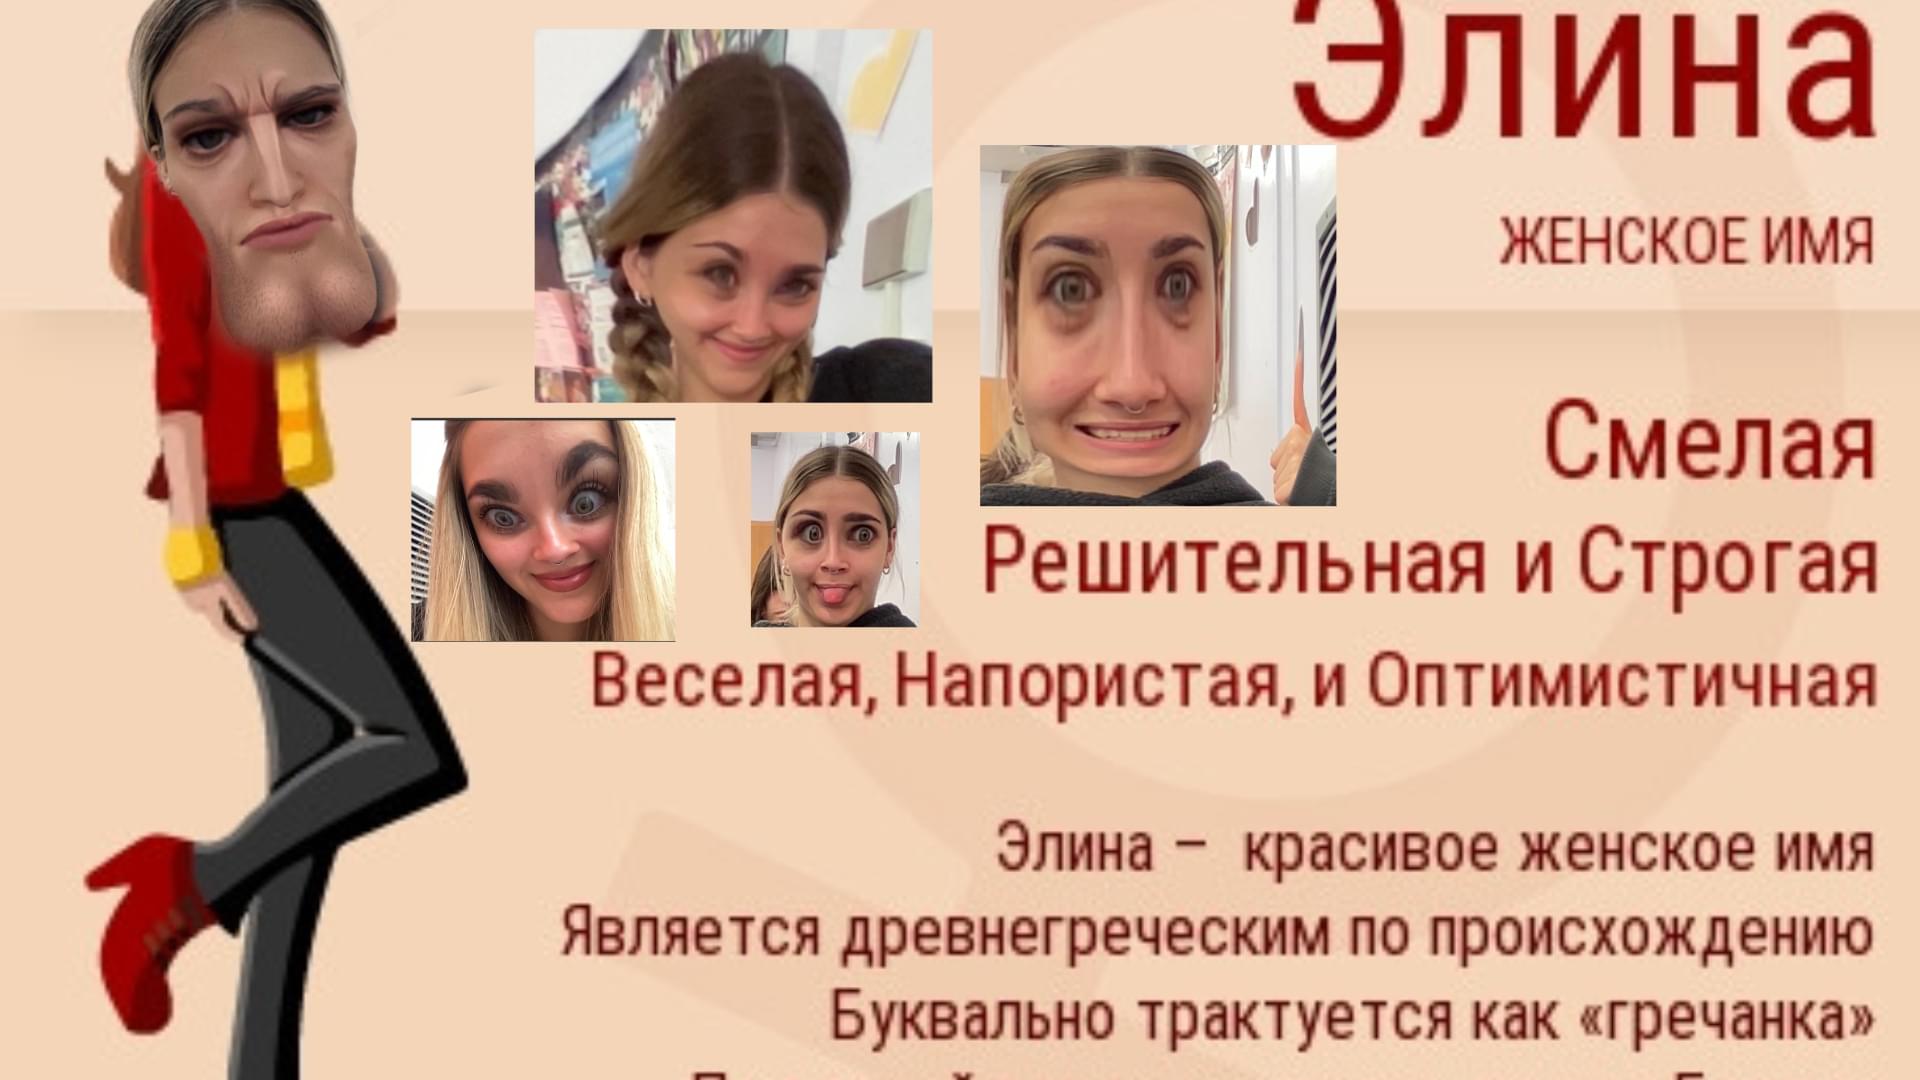 Элина
ЖЕНСКОЕ ИМЯ
Смелая
Решительная и Строгая
Веселая, Напористая, и Оптимистичная
Элина – красивое женское имя
Является древнегреческим по происхождению
Буквально трактуется как «гречанка»